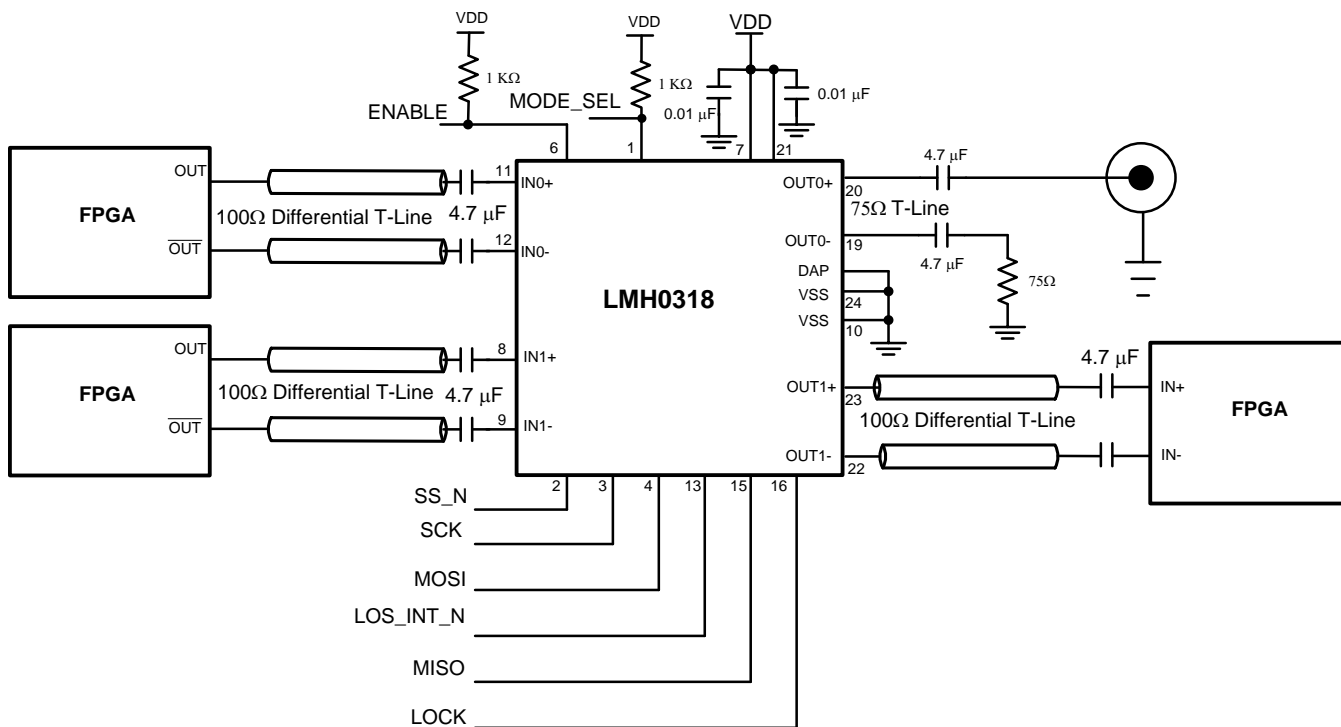 VDD
VDD
VDD
1 KΩ
1 KΩ
0.01 μF
0.01 μF
MODE_SEL
ENABLE
6
1
7
21
OUT
FPGA
OUT
100Ω Differential T-Line
4.7 μF
11
IN0+
12
IN0-
OUT
FPGA
OUT
100Ω Differential T-Line
4.7 μF
8
IN1+
9
IN1-
LMH0318
OUT0+
20
4.7 μF
75Ω T-Line
OUT0-
19
4.7 μF
75Ω
DAP
VSS
24
VSS
10
OUT1+
23
4.7 μF
100Ω Differential T-Line
OUT1-
22
IN+
FPGA
IN-
2
3
4
13
15
16
SS_N
SCK
MOSI
LOS_INT_N
MISO
LOCK